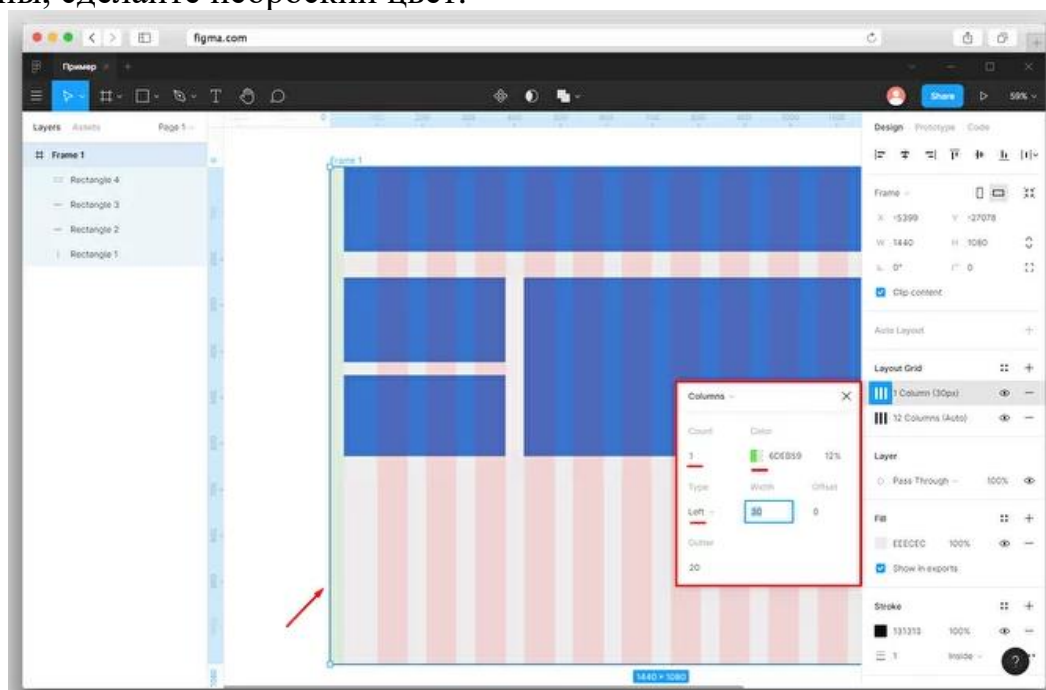 ны, сделайте неброский цвет.
figma.com
Пример
Share
59%
Layers Assets Page 1
Design Prototype Code
Frame 1
Rectangle 4
Rectangle 3
Rectangle 2
Rectangle 1
Frame 1
1440 × 1080
Columns
Count Color
1 6DEB59 12%
Type Width Offset
Left 30 0
Gutter
20
Frame
X -5399 Y -27078
W 1440 H 1080
0° 0
Clip content
Auto Layout
Layout Grid
1 Column (30px)
12 Columns (Auto)
Layer
Pass Through 100%
Fill
EEECEC 100%
Show in exports
Stroke
131313 100%
1 Inside
?